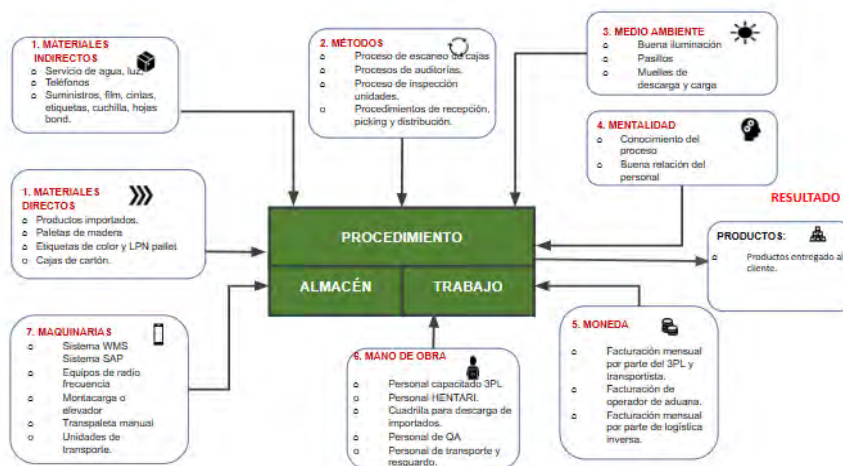 1. MATERIALES
INDIRECTOS
Servicio de agua, luz,
Teléfonos
Suministros, film, cintas,
etiquetas, cuchilla, hojas
bond.
2. MÉTODOS
Proceso de escaneo de cajas
Procesos de auditorías.
Proceso de inspección
unidades.
Procedimientos de recepción,
picking y distribución.
3. MEDIO AMBIENTE
Buena iluminación
Pasillos
Muelles de
descarga y carga
4. MENTALIDAD
Conocimiento del
proceso
Buena relación del
personal
1. MATERIALES
DIRECTOS
Productos importados.
Paletas de madera
Etiquetas de color y LPN pallet
Cajas de cartón.
PROCEDIMIENTO
ALMACÉN
TRABAJO
RESULTADO
PRODUCTOS:
Productos entregado al
cliente.
7. MAQUINARIAS
Sistema WMS
Sistema SAP
Equipos de radio
frecuencia
Montacarga o
elevador
Transpaleta manual
Unidades de
transporte.
6. MANO DE OBRA
Personal capacitado 3PL
Personal HENTARI.
Cuadrilla para descarga de
importados.
Personal de QA
Personal de transporte y
resguardo.
5. MONEDA
Facturación mensual
por parte del 3PL y
transportista.
Facturación de
operador de aduana.
Facturación mensual
por parte de logística
inversa.